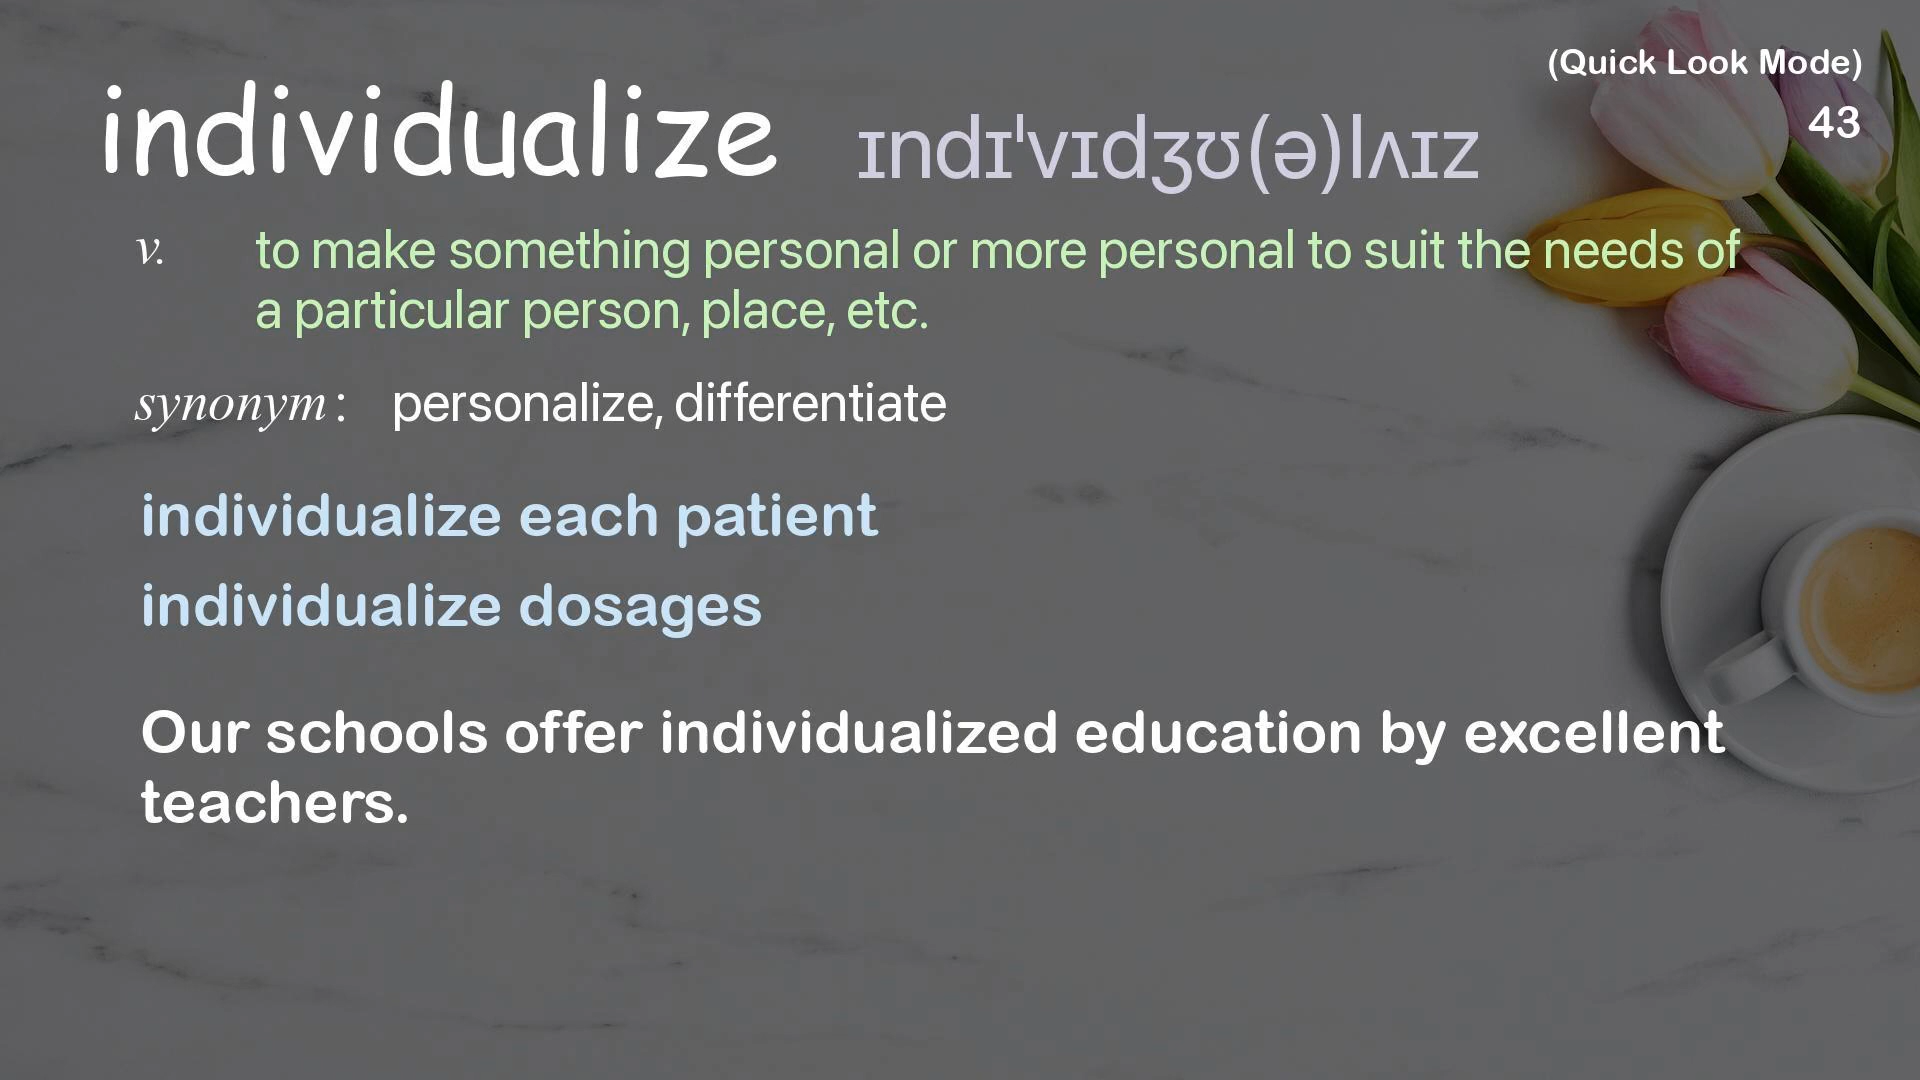 (Quick Look Mode)
43
individualize ɪndɪˈvɪdʒʊ(ə)lʌɪz
v. to make something personal or more personal to suit the needs of
a particular person, place, etc.
synonym: personalize, differentiate
individualize each patient
individualize dosages
Our schools offer individualized education by excellent
teachers.